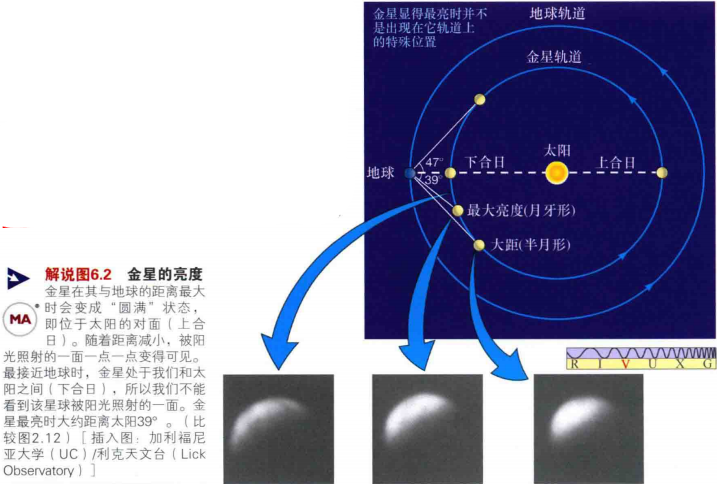 金星显得最亮时并不
是出现在它轨道上
的特殊位置
地球轨道
金星轨道
太阳
地球
47°
39°
下合日
上合日
最大亮度(月牙形)
大距(半月形)
R I V U X G
解说图6.2 金星的亮度
MA
金星在其与地球的距离最大
时会变成“圆满”状态，
即位于太阳的对面（上合
日）。随着距离减小，被阳
光照射的一面一点一点变得可见。
最接近地球时，金星处于我们和太
阳之间（下合日），所以我们不能
看到该星球被阳光照射的一面。金
星最亮时大约距离太阳39°。（比
较图2.12）［插入图：加利福尼
亚大学（UC）/利克天文台（Lick
Observatory）］